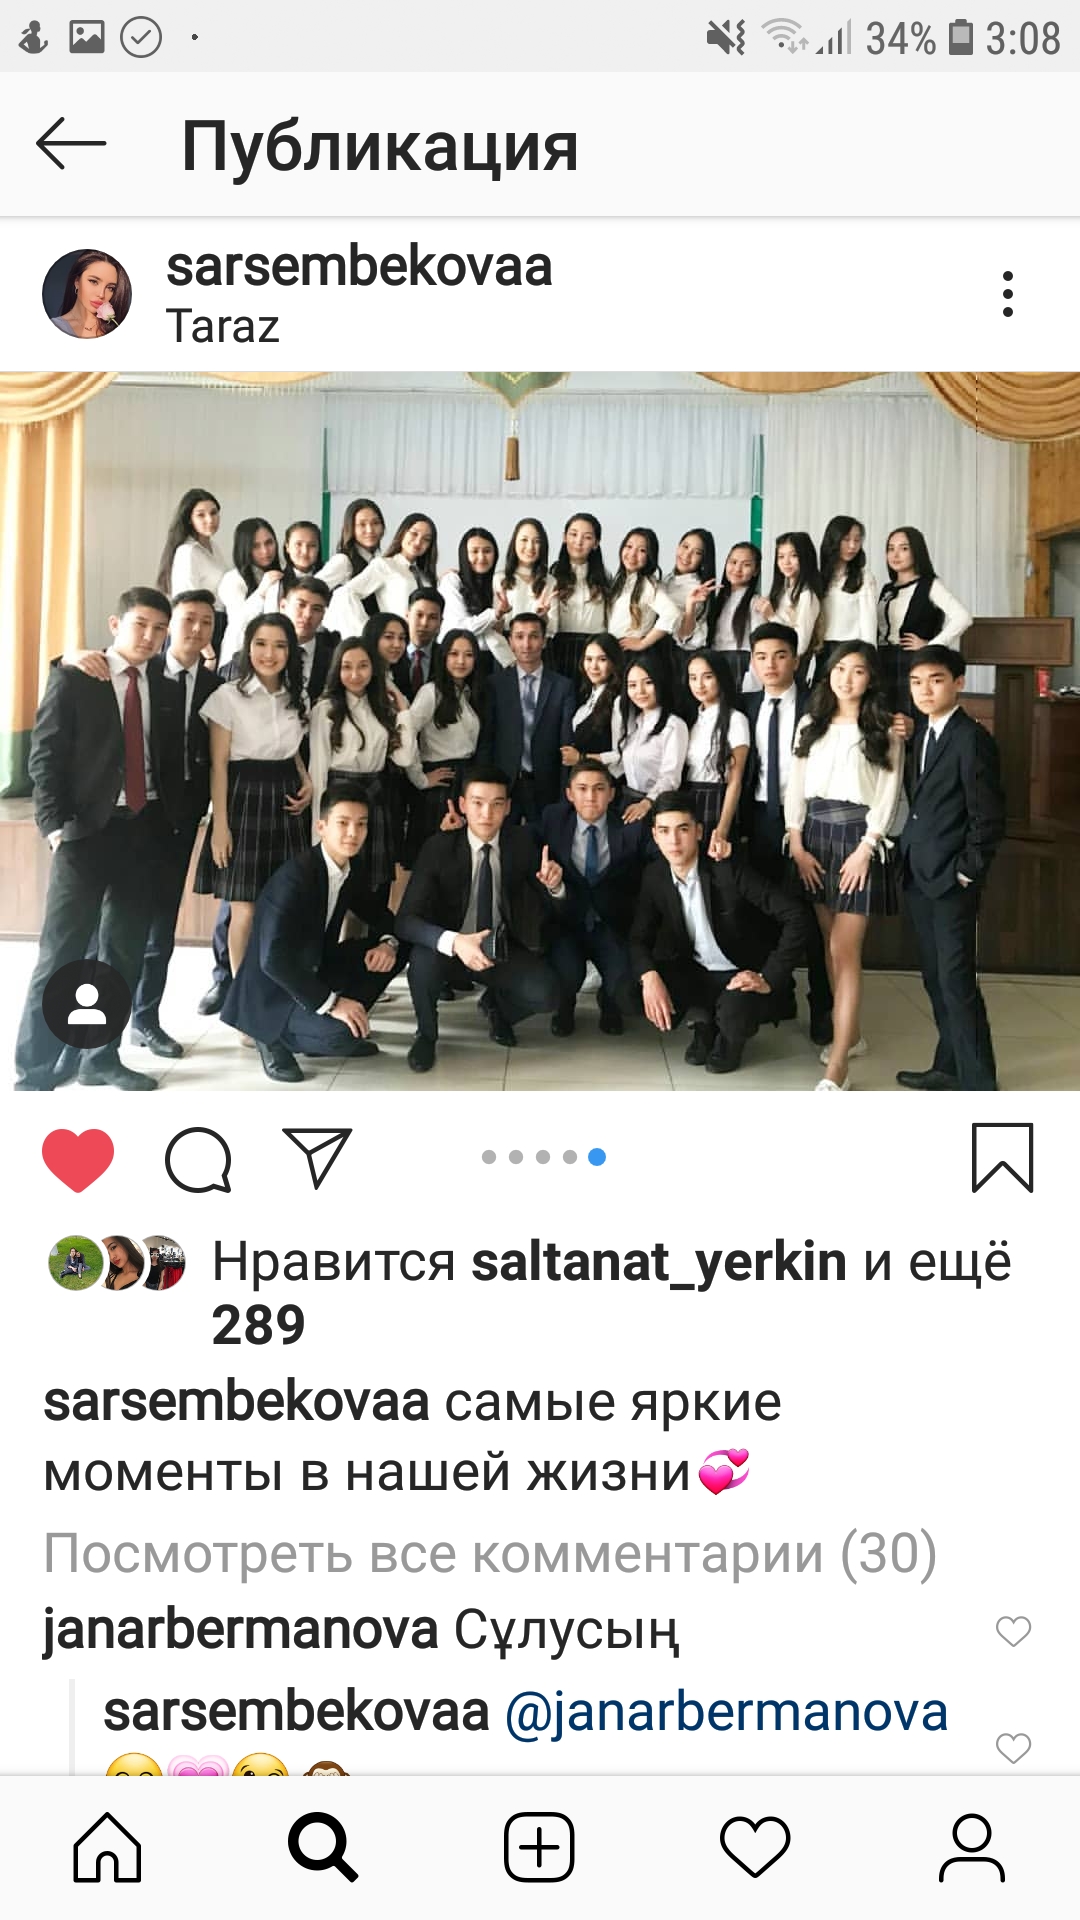 34% 3:08
Публикация
sarsembekovaa
Taraz
Нравится saltanat_yerkin и ещё
289
sarsembekovaa самые яркие
моменты в нашей жизни💞
Посмотреть все комментарии (30)
janarbermanova Сұлусың
sarsembekovaa @janarbermanova